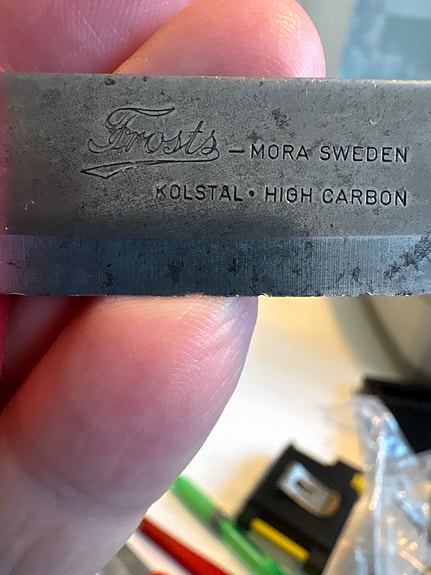 Frosts – MORA SWEDEN
KOLSTAL • HIGH CARBON